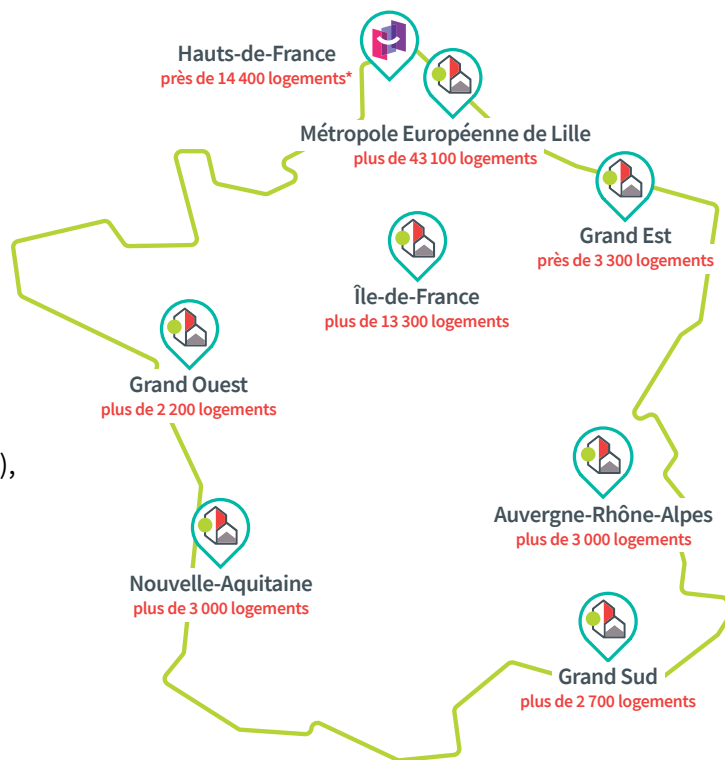 Hauts-de-France
près de 14 400 logements*
Métropole Européenne de Lille
plus de 43 100 logements
Grand Est
près de 3 300 logements
Île-de-France
plus de 13 300 logements
Grand Ouest
plus de 2 200 logements
),
Auvergne-Rhône-Alpes
plus de 3 000 logements
Nouvelle-Aquitaine
plus de 3 000 logements
Grand Sud
plus de 2 700 logements